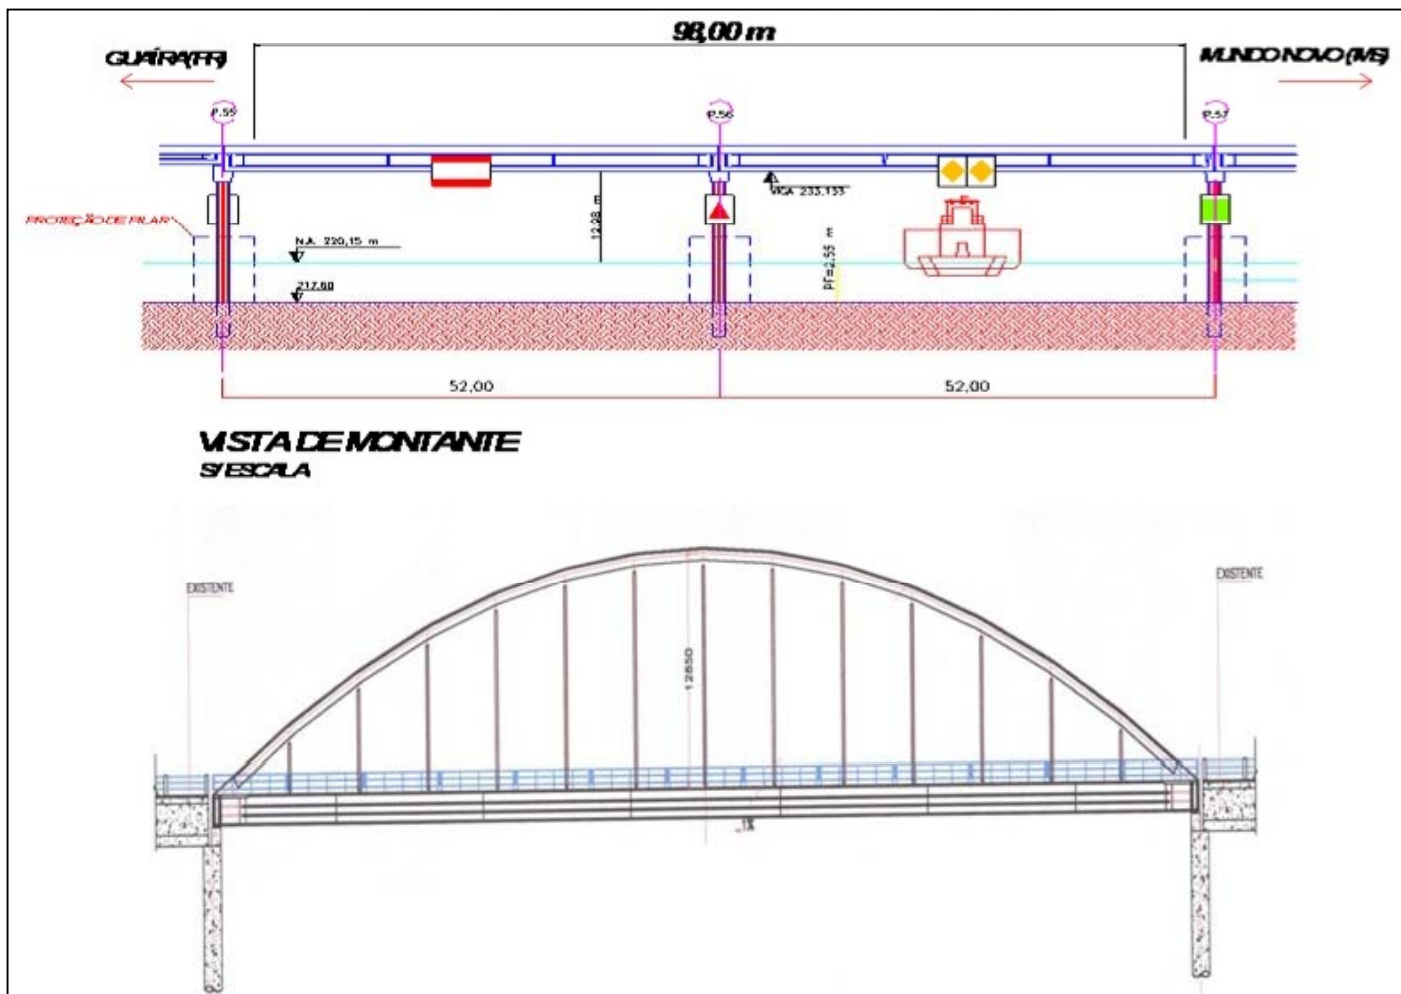 98,00 m
GUAÍRA(PR)
MUNDO NOVO (MS)
P.55
P.56
P.57
VIGA 233.133
12.98 m
PROTEÇÃO DE PILAR
N.A. 220,15 m
217.60
PF=2.55 m
52,00
52,00
VISTA DE MONTANTE
S/ ESCALA
EXISTENTE
EXISTENTE
12850
1%